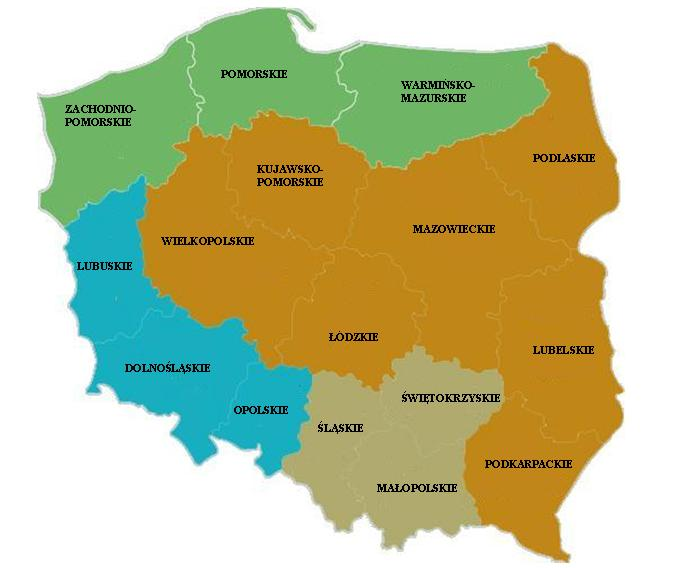 POMORSKIE
WARMIŃSKO-
MAZURSKIE
ZACHODNIO-
POMORSKIE
PODLASKIE
KUJAWSKO-
POMORSKIE
MAZOWIECKIE
WIELKOPOLSKIE
LUBUSKIE
ŁÓDZKIE
LUBELSKIE
DOLNOŚLĄSKIE
ŚWIĘTOKRZYSKIE
OPOLSKIE
ŚLĄSKIE
PODKARPACKIE
MAŁOPOLSKIE